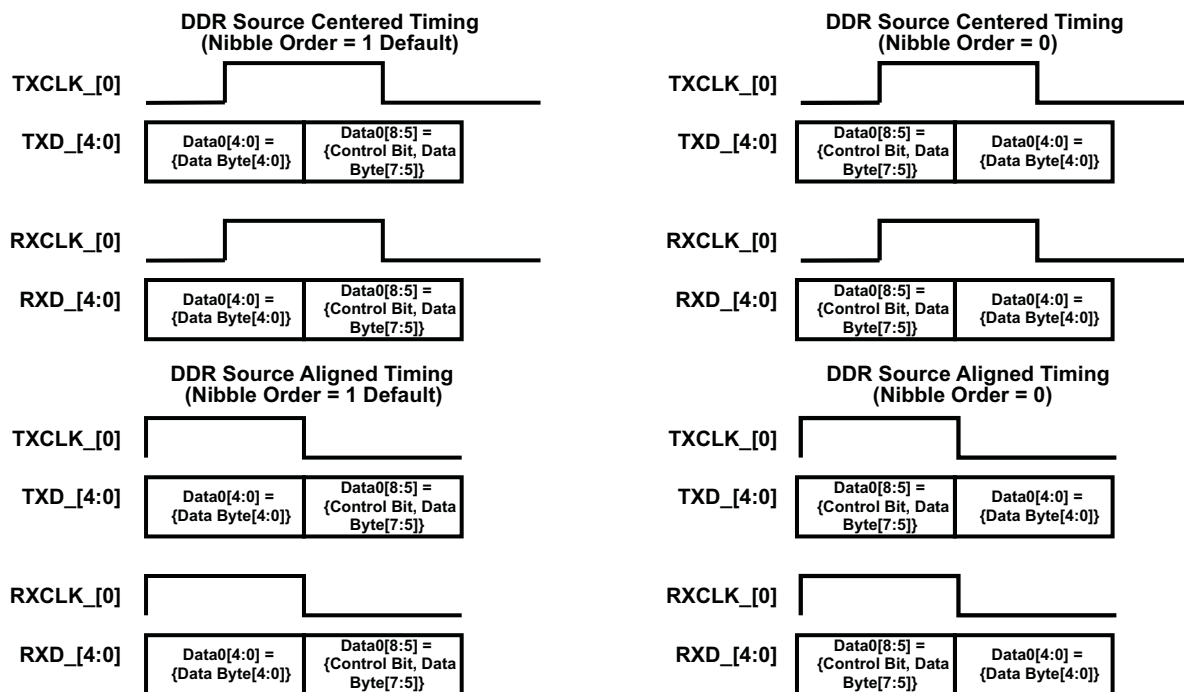 DDR Source Centered Timing
(Nibble Order = 1 Default)
TXCLK_[0]
TXD_[4:0]
Data0[4:0] =
{Data Byte[4:0]}
Data0[8:5] =
{Control Bit, Data
Byte[7:5]}
RXCLK_[0]
RXD_[4:0]
Data0[4:0] =
{Data Byte[4:0]}
Data0[8:5] =
{Control Bit, Data
Byte[7:5]}
DDR Source Centered Timing
(Nibble Order = 0)
TXCLK_[0]
TXD_[4:0]
Data0[8:5] =
{Control Bit, Data
Byte[7:5]}
Data0[4:0] =
{Data Byte[4:0]}
RXCLK_[0]
RXD_[4:0]
Data0[8:5] =
{Control Bit, Data
Byte[7:5]}
Data0[4:0] =
{Data Byte[4:0]}
DDR Source Aligned Timing
(Nibble Order = 1 Default)
TXCLK_[0]
TXD_[4:0]
Data0[4:0] =
{Data Byte[4:0]}
Data0[8:5] =
{Control Bit, Data
Byte[7:5]}
RXCLK_[0]
RXD_[4:0]
Data0[4:0] =
{Data Byte[4:0]}
Data0[8:5] =
{Control Bit, Data
Byte[7:5]}
DDR Source Aligned Timing
(Nibble Order = 0)
TXCLK_[0]
TXD_[4:0]
Data0[8:5] =
{Control Bit, Data
Byte[7:5]}
Data0[4:0] =
{Data Byte[4:0]}
RXCLK_[0]
RXD_[4:0]
Data0[8:5] =
{Control Bit, Data
Byte[7:5]}
Data0[4:0] =
{Data Byte[4:0]}